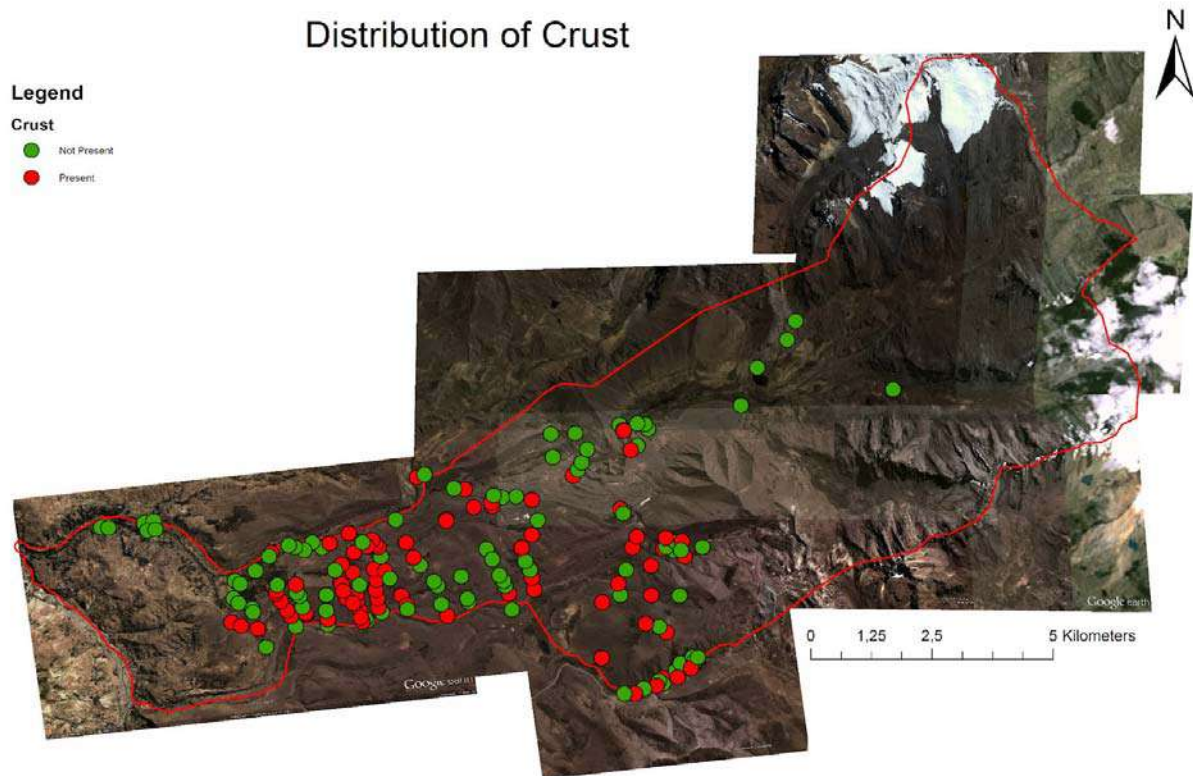 Distribution of Crust
N
Legend
Crust
Not Present
Present
Google earth
0 1,25 2,5 5 Kilometers
Google earth